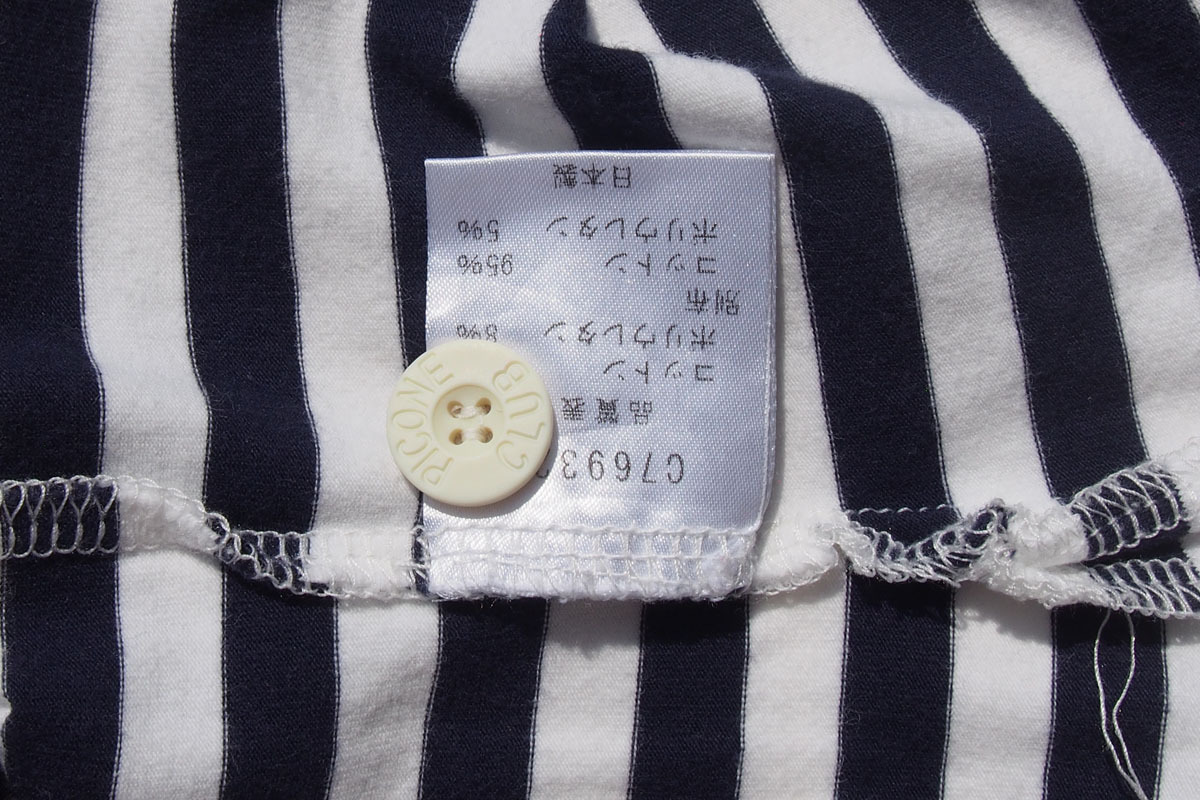 C7693
品質表
コットン
ポリウレタン 8%
別布
コットン 95%
ポリウレタン 5%
日本製
PICONE
CLUB